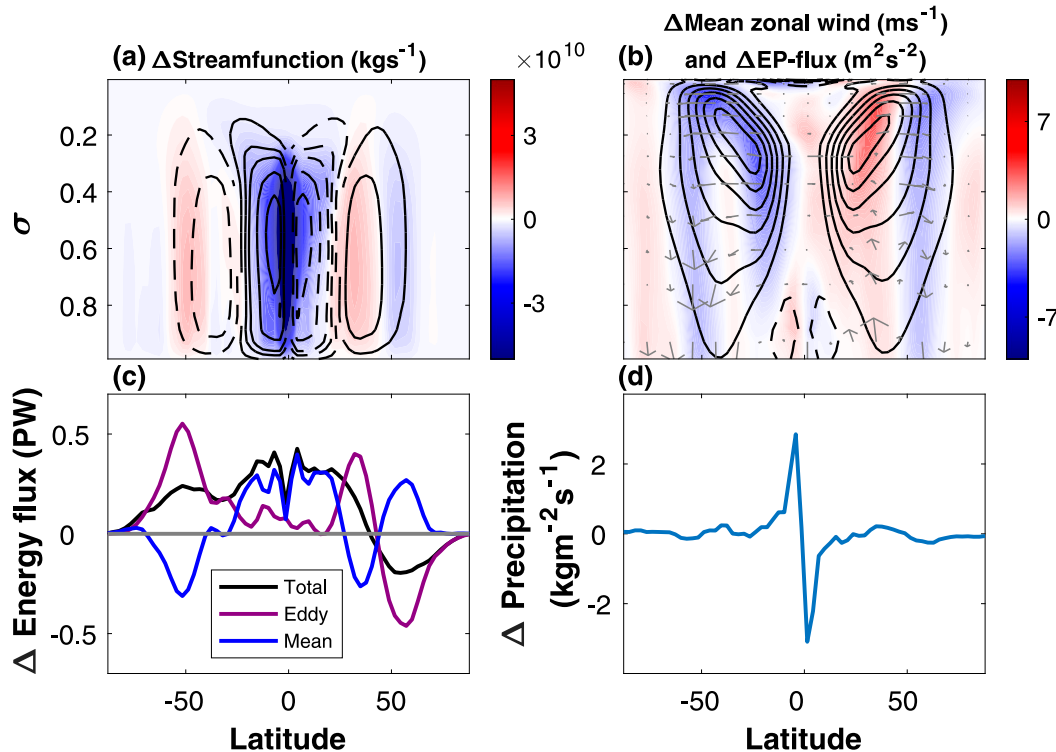 ΔMean zonal wind (ms⁻¹)
(a) ΔStreamfunction (kgs⁻¹)
(b) and ΔEP-flux (m²s⁻²)
×10¹⁰
0.2
0.4
0.6
0.8
σ
3
0
-3
7
0
-7
(c)
(d)
Δ Energy flux (PW)
0.5
0
-0.5
Total
Eddy
Mean
-50
0
50
Latitude
Δ Precipitation
(kgm⁻²s⁻¹)
2
0
-2
-50
0
50
Latitude